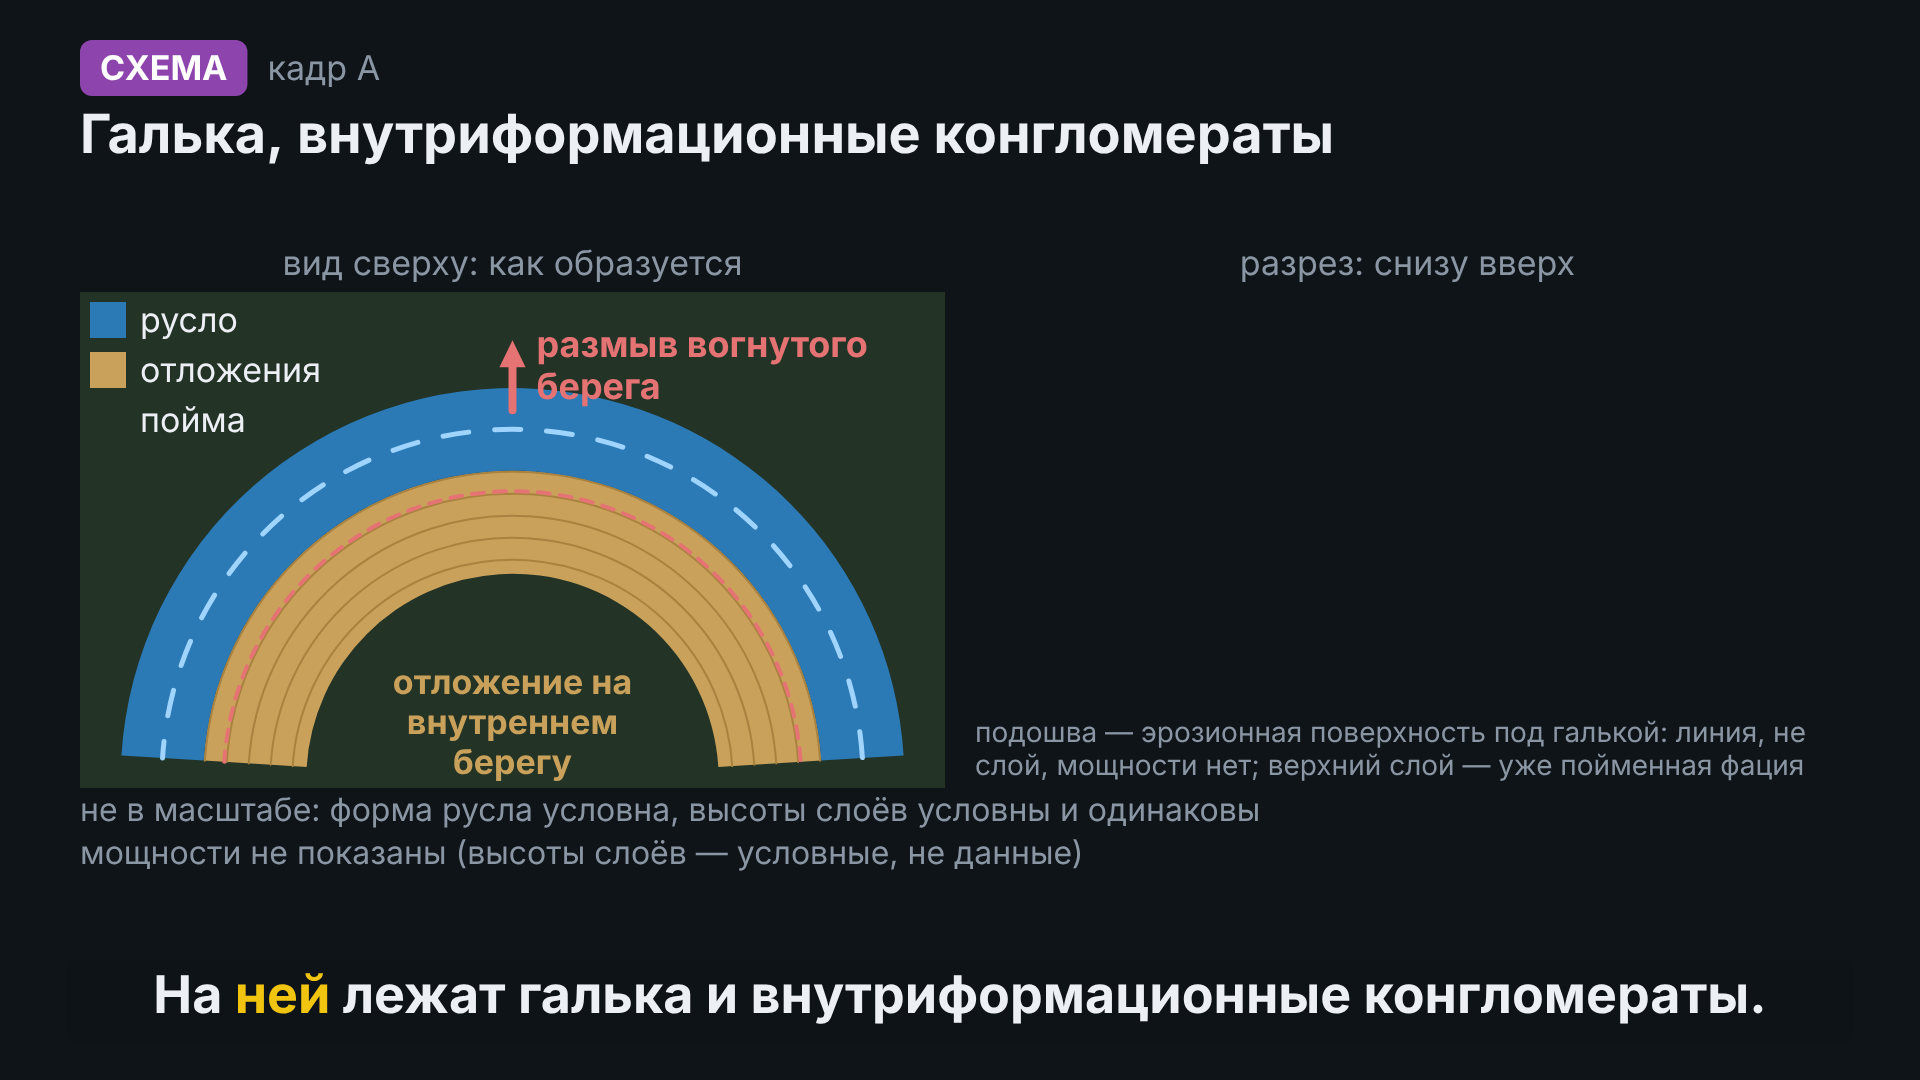 СХЕМА кадр А
Галька, внутриформационные конгломераты
вид сверху: как образуется
разрез: снизу вверх
русло
отложения
пойма
размыв вогнутого
берега
отложение на
внутреннем
берегу
подошва — эрозионная поверхность под галькой: линия, не
слой, мощности нет; верхний слой — уже пойменная фация
не в масштабе: форма русла условна, высоты слоёв условны и одинаковы
мощности не показаны (высоты слоёв — условные, не данные)
На ней лежат галька и внутриформационные конгломераты.